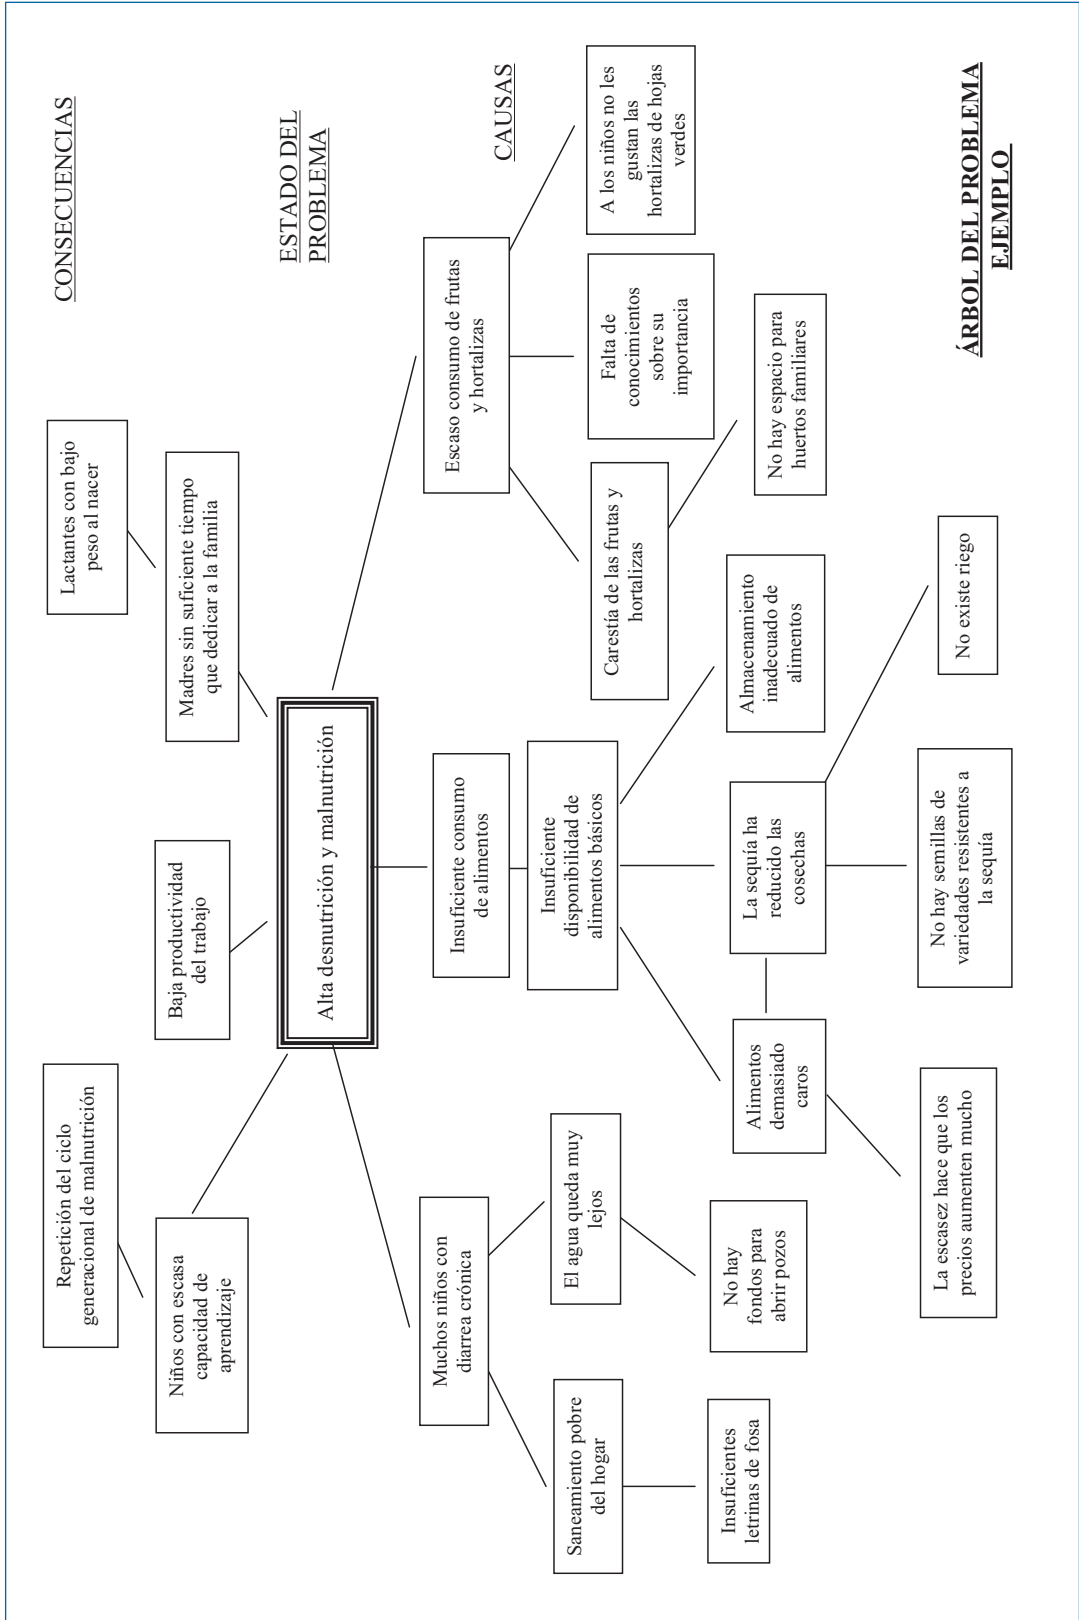 CONSECUENCIAS
Repetición del ciclo
generacional de malnutrición
Lactantes con bajo
peso al nacer
Niños con escasa
capacidad de
aprendizaje
Baja productividad
del trabajo
Madres sin suficiente tiempo
que dedicar a la familia
ESTADO DEL
PROBLEMA
Alta desnutrición y malnutrición
CAUSAS
Muchos niños con
diarrea crónica
Insuficiente consumo
de alimentos
Escaso consumo de frutas
y hortalizas
Saneamiento pobre
del hogar
El agua queda muy
lejos
Insuficiente
disponibilidad de
alimentos básicos
Carestía de las frutas y
hortalizas
Falta de
conocimientos
sobre su
importancia
A los niños no les
gustan las
hortalizas de hojas
verdes
Insuficientes
letrinas de fosa
No hay
fondos para
abrir pozos
Alimentos
demasiado
caros
La sequía ha
reducido las
cosechas
Almacenamiento
inadecuado de
alimentos
No hay espacio para
huertos familiares
La escasez hace que los
precios aumenten mucho
No hay semillas de
variedades resistentes a
la sequía
No existe riego
ÁRBOL DEL PROBLEMA
EJEMPLO